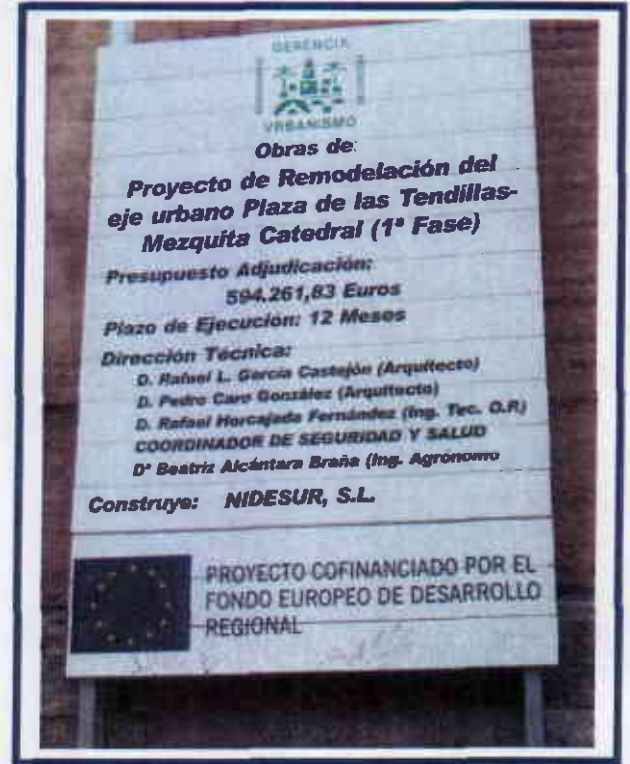 GERENCIA
URBANISMO
Obras de:
Proyecto de Remodelación del
eje urbano Plaza de las Tendillas-
Mezquita Catedral (1ª Fase)
Presupuesto Adjudicación:
594.261,83 Euros
Plazo de Ejecucion: 12 Meses
Dirección Técnica:
D. Rafael L. García Castejón (Arquitecto)
D. Pedro Caro González (Arquitecto)
D. Rafael Horcajada Fernández (Ing. Tec. O.P.)
COORDINADOR DE SEGURIDAD Y SALUD
Dª Beatriz Alcántara Braña (Ing. Agrónomo
Construye: NIDESUR, S.L.
PROYECTO COFINANCIADO POR EL
FONDO EUROPEO DE DESARROLLO
REGIONAL